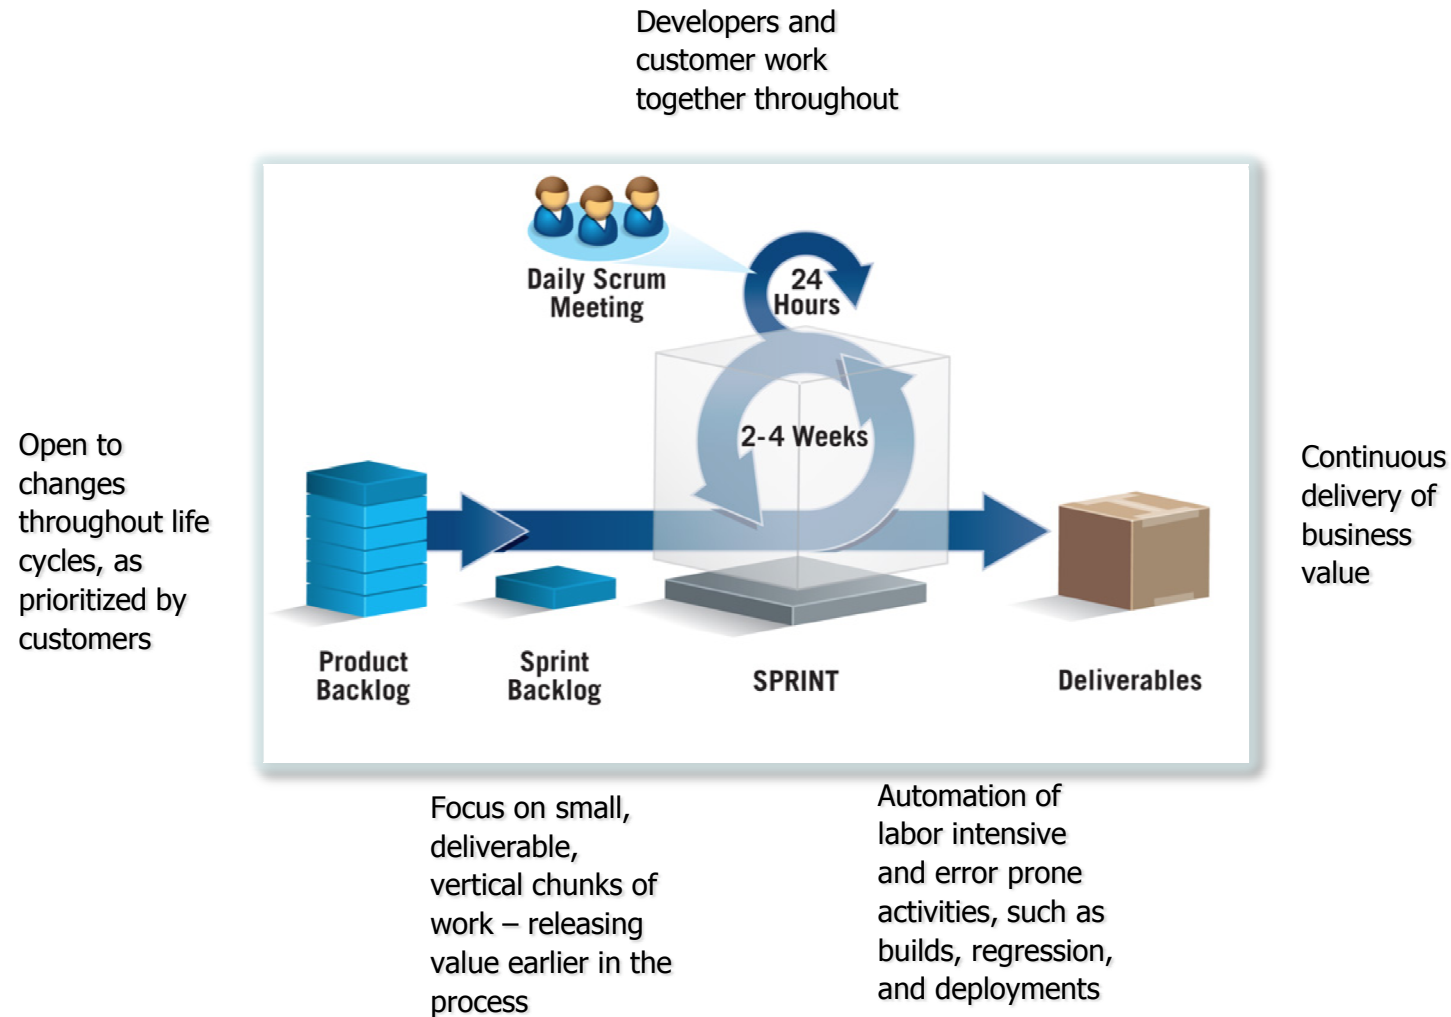 Developers and
customer work
together throughout
Daily Scrum
Meeting
24
Hours
2-4 Weeks
Open to
changes
throughout life
cycles, as
prioritized by
customers
Continuous
delivery of
business
value
Product
Backlog
Sprint
Backlog
SPRINT
Deliverables
Focus on small,
deliverable,
vertical chunks of
work – releasing
value earlier in the
process
Automation of
labor intensive
and error prone
activities, such as
builds, regression,
and deployments